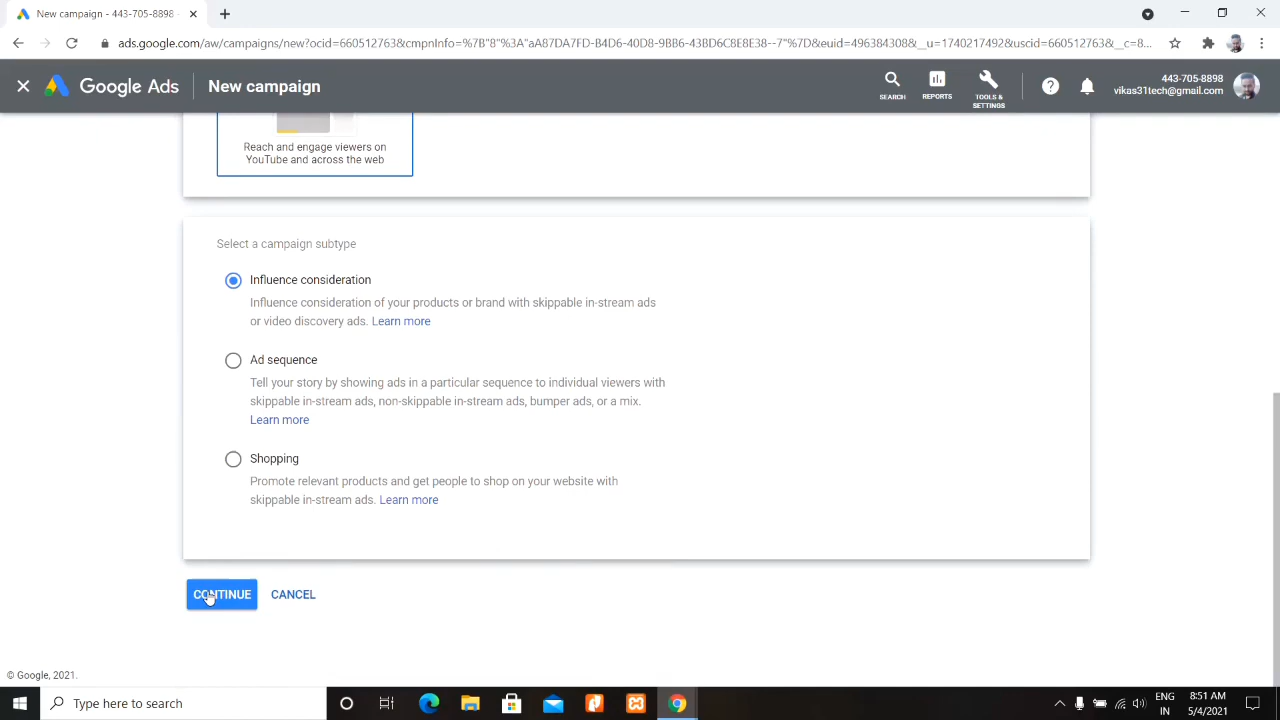 New campaign - 443-705-8898 -
ads.google.com/aw/campaigns/new?ocid=660512763&cmpnInfo=%7B"8"%3A"aA87DA7FD-B4D6-40D8-9BB6-43BD6C8E8E38--7"%7D&euid=496384308&__u=1740217492&uscid=660512763&__c=8...
Google Ads
New campaign
SEARCH
REPORTS
TOOLS &
SETTINGS
443-705-8898
vikas31tech@gmail.com
Reach and engage viewers on
YouTube and across the web
Select a campaign subtype
Influence consideration
Influence consideration of your products or brand with skippable in-stream ads
or video discovery ads. Learn more
Ad sequence
Tell your story by showing ads in a particular sequence to individual viewers with
skippable in-stream ads, non-skippable in-stream ads, bumper ads, or a mix.
Learn more
Shopping
Promote relevant products and get people to shop on your website with
skippable in-stream ads. Learn more
CONTINUE CANCEL
© Google, 2021.
Type here to search
ENG
IN
8:51 AM
5/4/2021